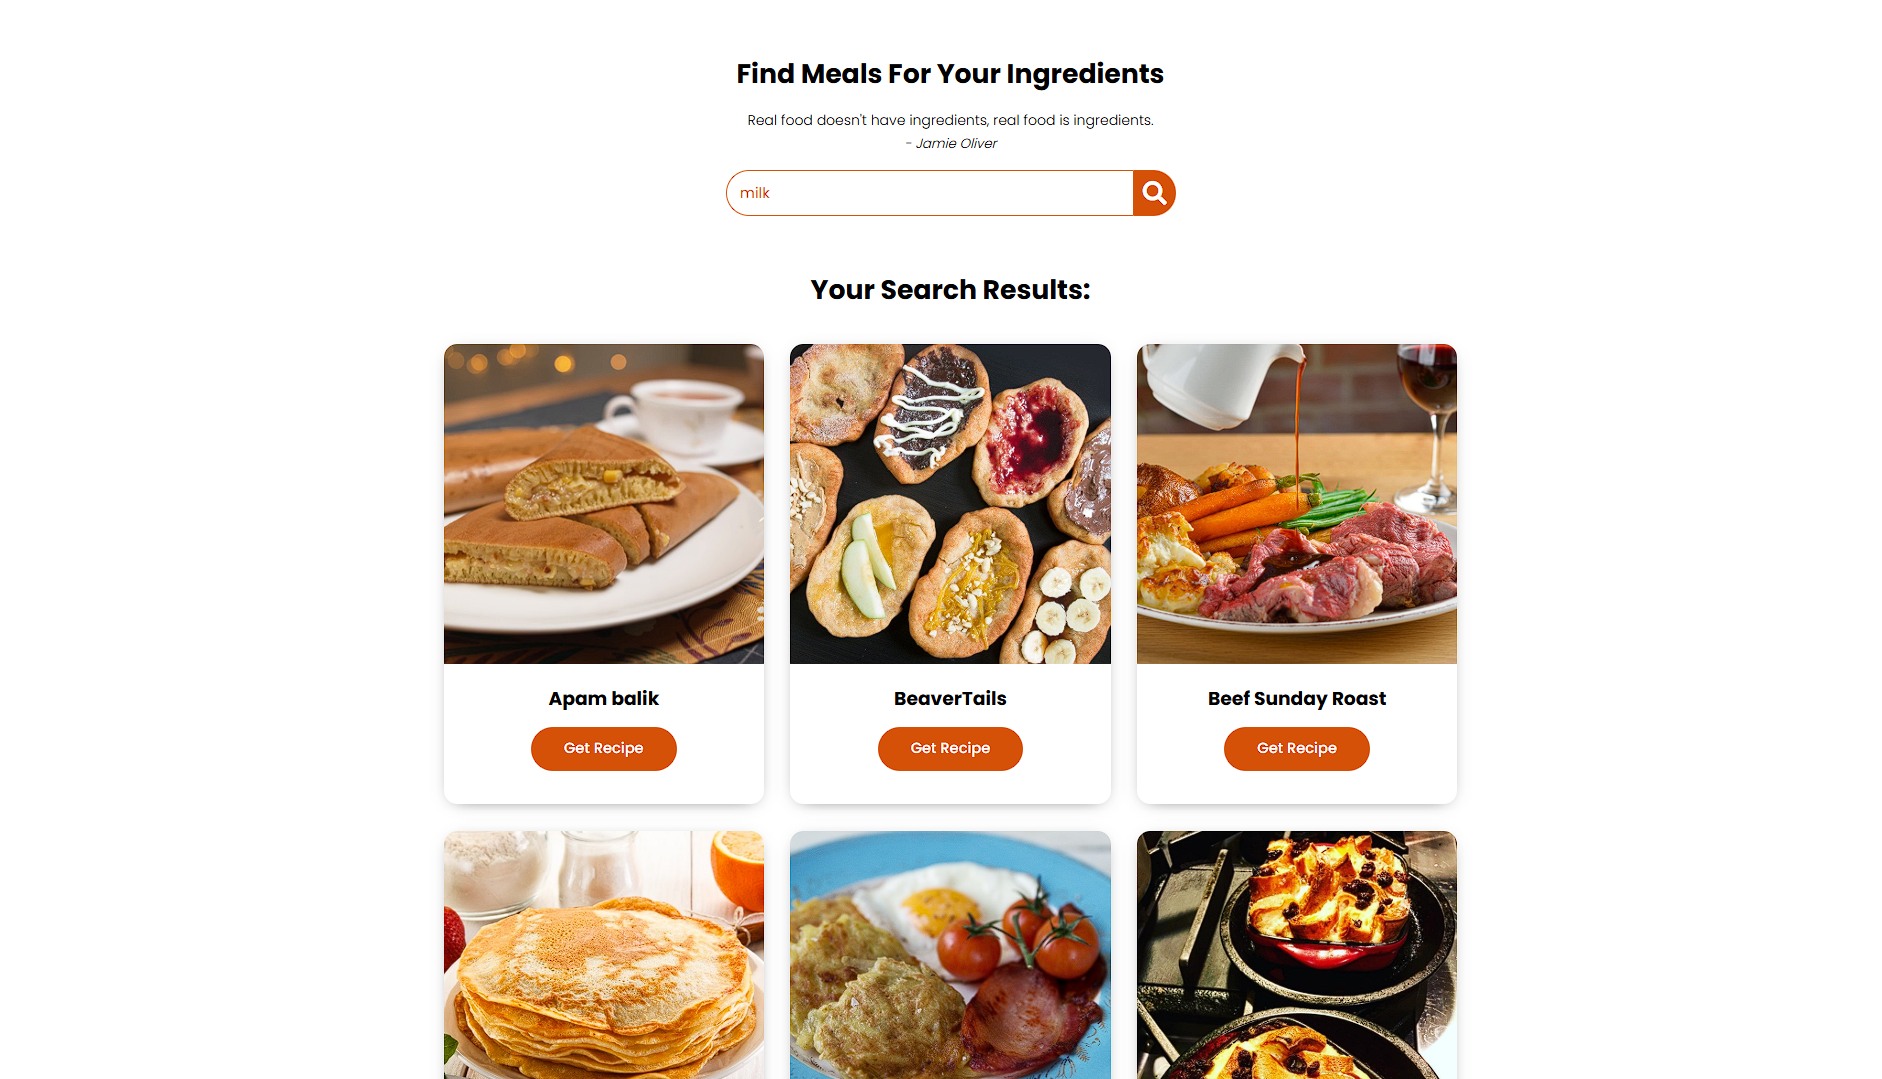 Find Meals For Your Ingredients
Real food doesn't have ingredients, real food is ingredients.
- Jamie Oliver
milk
Your Search Results:
Apam balik
Get Recipe
BeaverTails
Get Recipe
Beef Sunday Roast
Get Recipe